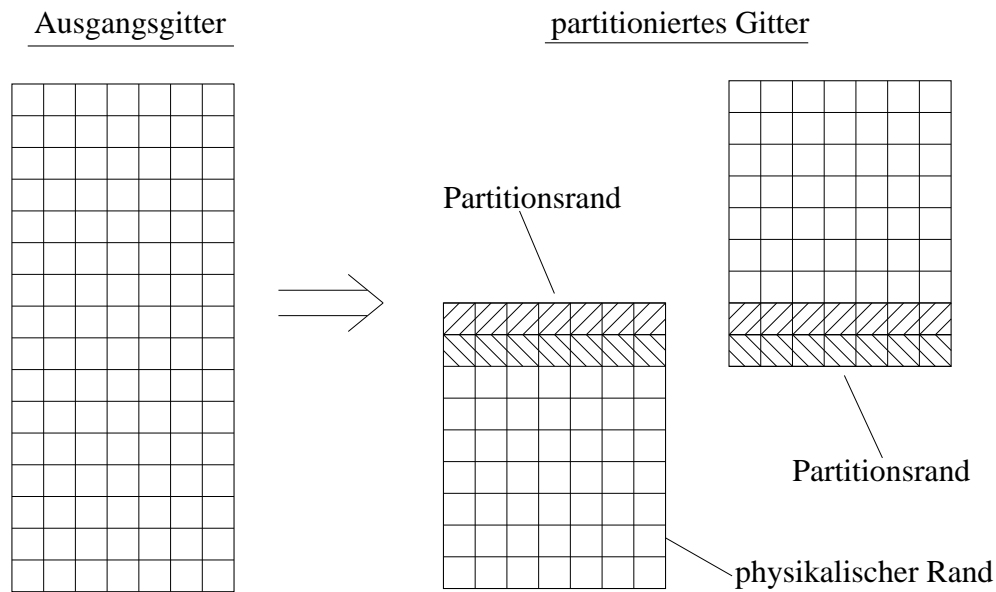 Ausgangsgitter
partitioniertes Gitter
Partitionsrand
Partitionsrand
physikalischer Rand